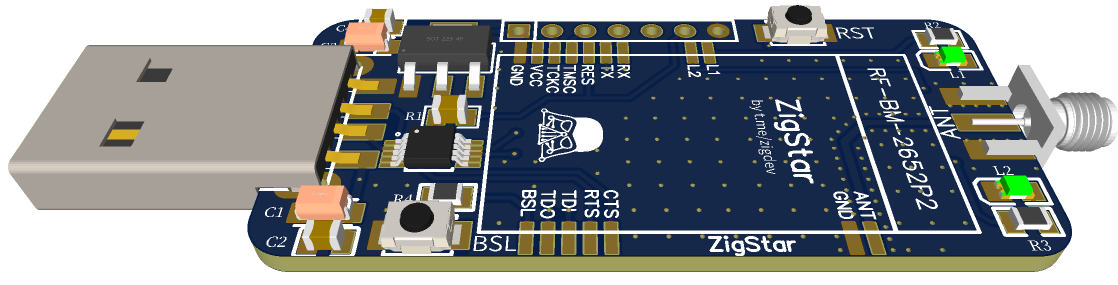 C4
C3
SOT 223-4P
RST
R2
L1
GND
VCC
TCKC
TMSC
RES
TX
RX
L2
L1
R1
ZigStar
by t.me/zigdev
RF-BM-2652P2
ANT
L2
R4
C1
C2
BSL
BSL
TDO
TDI
RTS
CTS
ANT
GND
ZigStar
R3